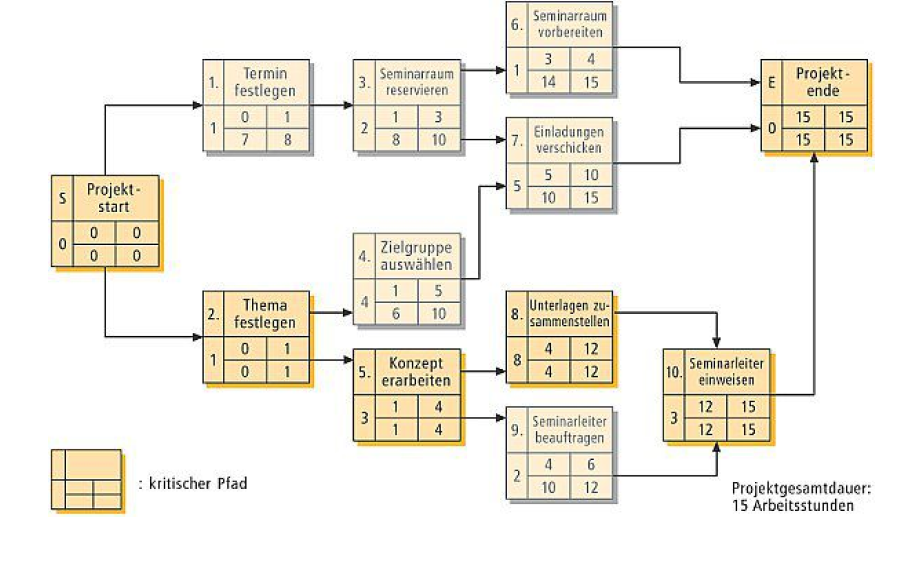 6.
Seminarraum
vorbereiten
1
3 4
14 15
1.
Termin
festlegen
1
0 1
7 8
3.
Seminarraum
reservieren
2
1 3
8 10
E
Projekt-
ende
0
15 15
15 15
7.
Einladungen
verschicken
5
5 10
10 15
S
Projekt-
start
0
0 0
0 0
4.
Zielgruppe
auswählen
4
1 5
6 10
2.
Thema
festlegen
1
0 1
0 1
8.
Unterlagen zu-
sammenstellen
8
4 12
4 12
5.
Konzept
erarbeiten
3
1 4
1 4
10.
Seminarleiter
einweisen
3
12 15
12 15
9.
Seminarleiter
beauftragen
2
4 6
10 12
: kritischer Pfad
Projektgesamtdauer:
15 Arbeitsstunden